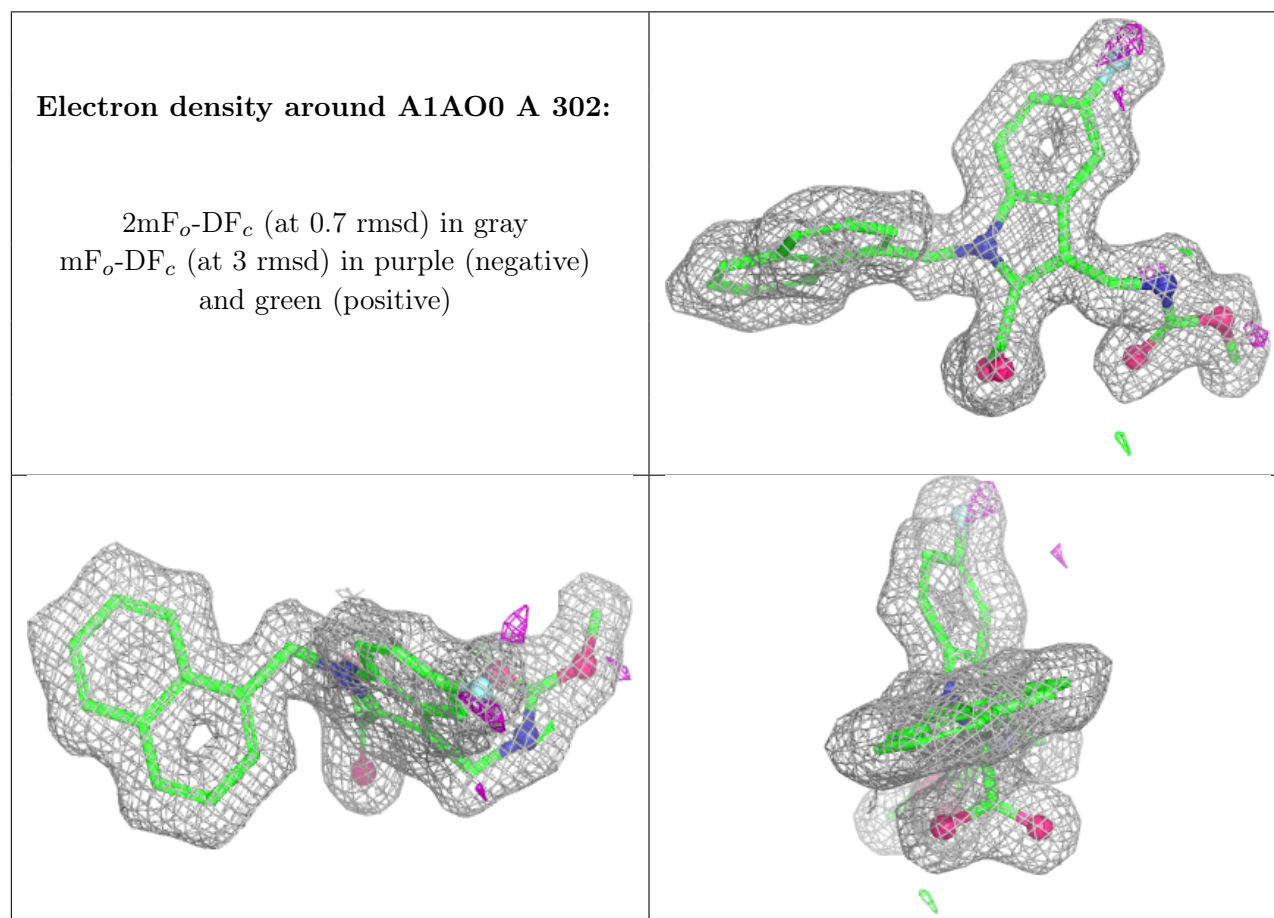 Electron density around A1AO0 A 302:
2mFo-DFc (at 0.7 rmsd) in gray
mFo-DFc (at 3 rmsd) in purple (negative)
and green (positive)